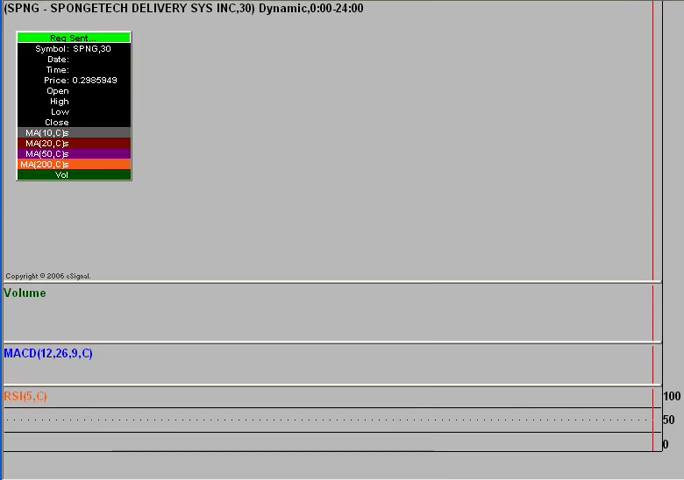 (SPNG - SPONGETECH DELIVERY SYS INC,30) Dynamic,0:00-24:00
Req Sent...
Symbol: SPNG,30
Date:
Time:
Price: 0.2985949
Open
High
Low
Close
MA(10,C)s
MA(20,C)s
MA(50,C)s
MA(200,C)s
Vol
Copyright © 2006 eSignal.
Volume
MACD(12,26,9,C)
RSI(5,C)
100
50
0